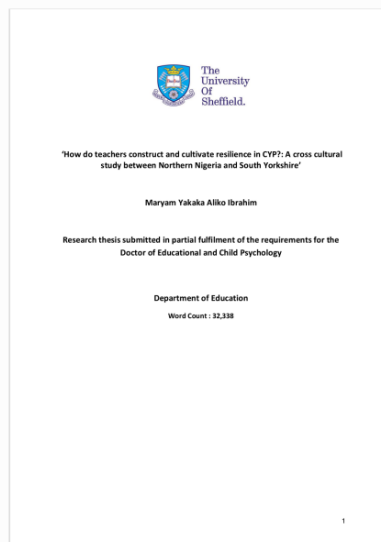 The
University
Of
Sheffield.
‘How do teachers construct and cultivate resilience in CYP?: A cross cultural
study between Northern Nigeria and South Yorkshire’
Maryam Yakaka Aliko Ibrahim
Research thesis submitted in partial fulfilment of the requirements for the
Doctor of Educational and Child Psychology
Department of Education
Word Count : 32,338
1